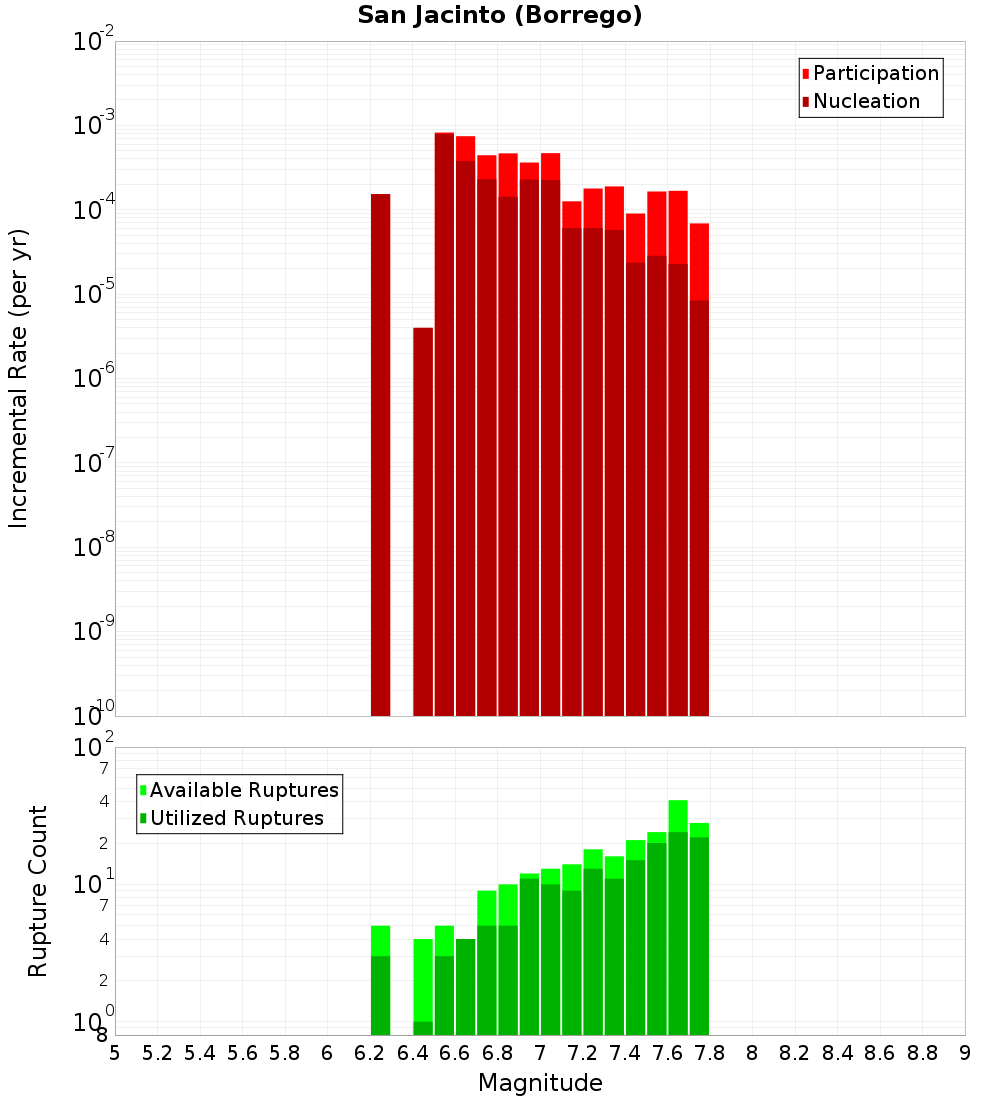 San Jacinto (Borrego)
10-2
10-3
10-4
10-5
10-6
10-7
10-8
10-9
10-10
Incremental Rate (per yr)
Participation
Nucleation
102
7
4
2
101
7
4
2
100
8
Rupture Count
Available Ruptures
Utilized Ruptures
5 5.2 5.4 5.6 5.8 6 6.2 6.4 6.6 6.8 7 7.2 7.4 7.6 7.8 8 8.2 8.4 8.6 8.8 9
Magnitude